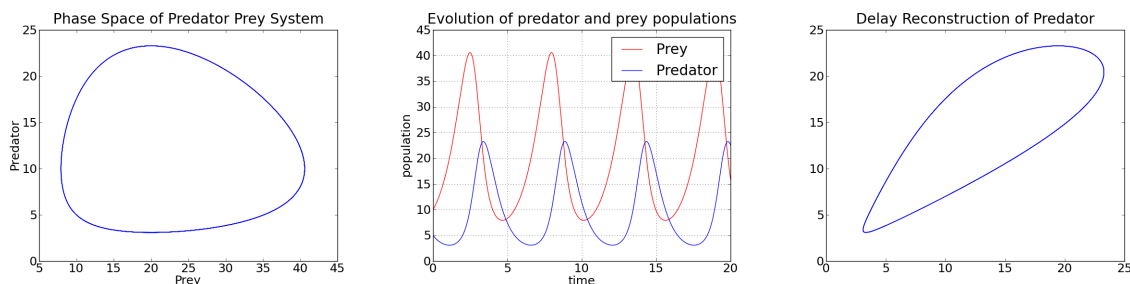 Phase Space of Predator Prey System
25
20
15
10
5
0
Predator
5 10 15 20 25 30 35 40 45
Prey
Evolution of predator and prey populations
45
40
35
30
25
20
15
10
5
0
population
Prey
Predator
0 5 10 15 20
time
Delay Reconstruction of Predator
25
20
15
10
5
0
0 5 10 15 20 25